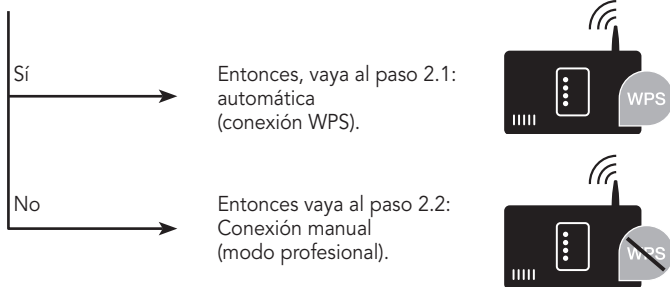 Sí
Entonces, vaya al paso 2.1:
automática
(conexión WPS).
WPS
No
Entonces vaya al paso 2.2:
Conexión manual
(modo profesional).
WPS